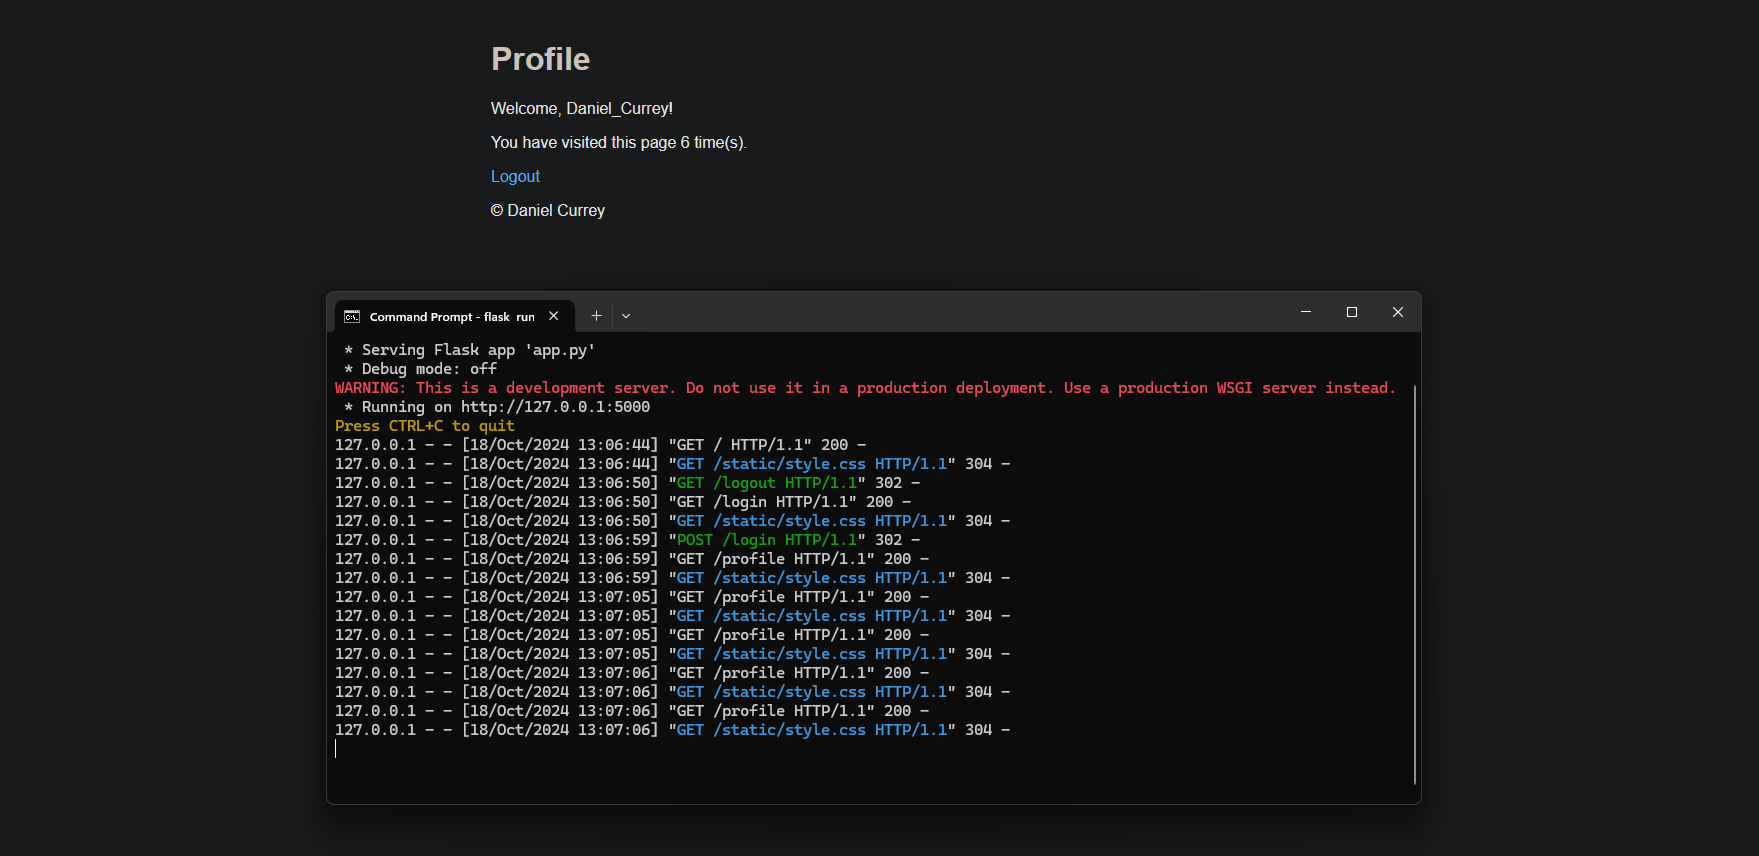 Profile
Welcome, Daniel_Currey!
You have visited this page 6 time(s).
Logout
© Daniel Currey
Command Prompt - flask  run
 * Serving Flask app 'app.py'
 * Debug mode: off
WARNING: This is a development server. Do not use it in a production deployment. Use a production WSGI server instead.
 * Running on http://127.0.0.1:5000
Press CTRL+C to quit
127.0.0.1 - - [18/Oct/2024 13:06:44] "GET / HTTP/1.1" 200 -
127.0.0.1 - - [18/Oct/2024 13:06:44] "GET /static/style.css HTTP/1.1" 304 -
127.0.0.1 - - [18/Oct/2024 13:06:50] "GET /logout HTTP/1.1" 302 -
127.0.0.1 - - [18/Oct/2024 13:06:50] "GET /login HTTP/1.1" 200 -
127.0.0.1 - - [18/Oct/2024 13:06:50] "GET /static/style.css HTTP/1.1" 304 -
127.0.0.1 - - [18/Oct/2024 13:06:59] "POST /login HTTP/1.1" 302 -
127.0.0.1 - - [18/Oct/2024 13:06:59] "GET /profile HTTP/1.1" 200 -
127.0.0.1 - - [18/Oct/2024 13:06:59] "GET /static/style.css HTTP/1.1" 304 -
127.0.0.1 - - [18/Oct/2024 13:07:05] "GET /profile HTTP/1.1" 200 -
127.0.0.1 - - [18/Oct/2024 13:07:05] "GET /static/style.css HTTP/1.1" 304 -
127.0.0.1 - - [18/Oct/2024 13:07:05] "GET /profile HTTP/1.1" 200 -
127.0.0.1 - - [18/Oct/2024 13:07:05] "GET /static/style.css HTTP/1.1" 304 -
127.0.0.1 - - [18/Oct/2024 13:07:06] "GET /profile HTTP/1.1" 200 -
127.0.0.1 - - [18/Oct/2024 13:07:06] "GET /static/style.css HTTP/1.1" 304 -
127.0.0.1 - - [18/Oct/2024 13:07:06] "GET /profile HTTP/1.1" 200 -
127.0.0.1 - - [18/Oct/2024 13:07:06] "GET /static/style.css HTTP/1.1" 304 -